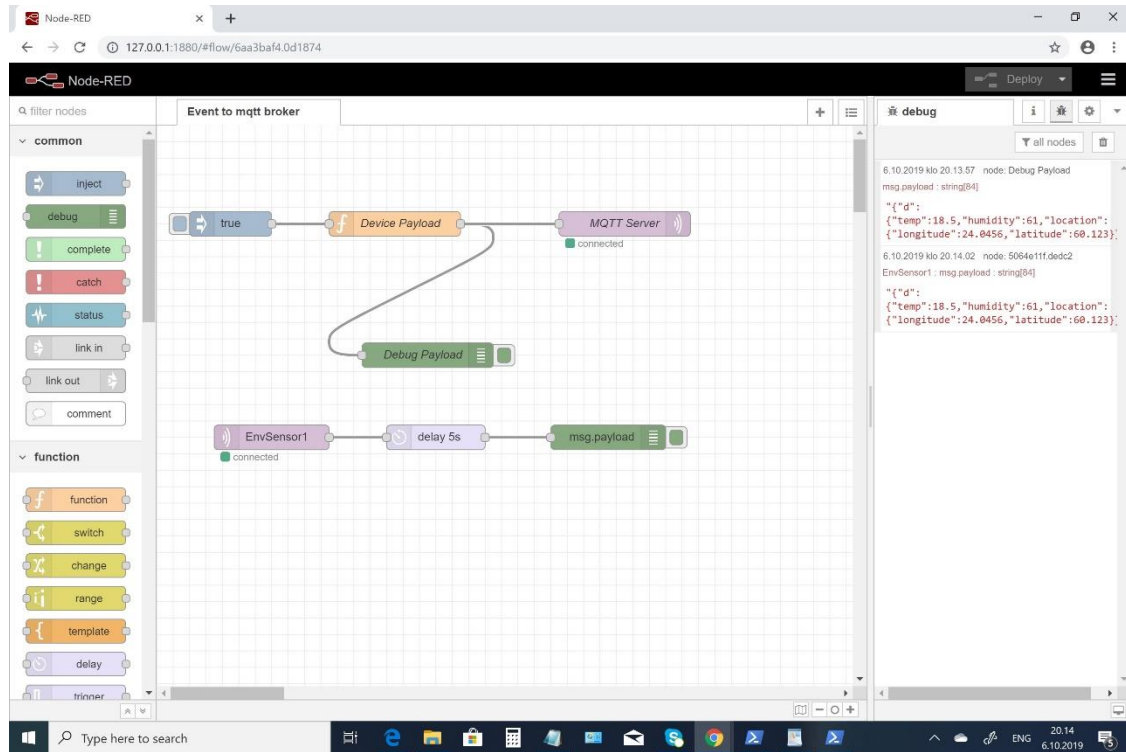 Node-RED
127.0.0.1:1880/#flow/6aa3baf4.0d1874
Node-RED
Deploy
filter nodes
common
inject
debug
complete
catch
status
link in
link out
comment
function
function
switch
change
range
template
delay
trigger
Event to mqtt broker
true
Device Payload
MQTT Server
connected
Debug Payload
EnvSensor1
connected
delay 5s
msg.payload
debug
all nodes
6.10.2019 klo 20.13.57 node: Debug Payload
msg.payload : string[84]
"{"d":
{"temp":18.5,"humidity":61,"location":
{"longitude":24.0456,"latitude":60.123}}
6.10.2019 klo 20.14.02 node: 5064e11f.dedc2
EnvSensor1 : msg.payload : string[84]
"{"d":
{"temp":18.5,"humidity":61,"location":
{"longitude":24.0456,"latitude":60.123}}
Type here to search
ENG
20.14
6.10.2019
5